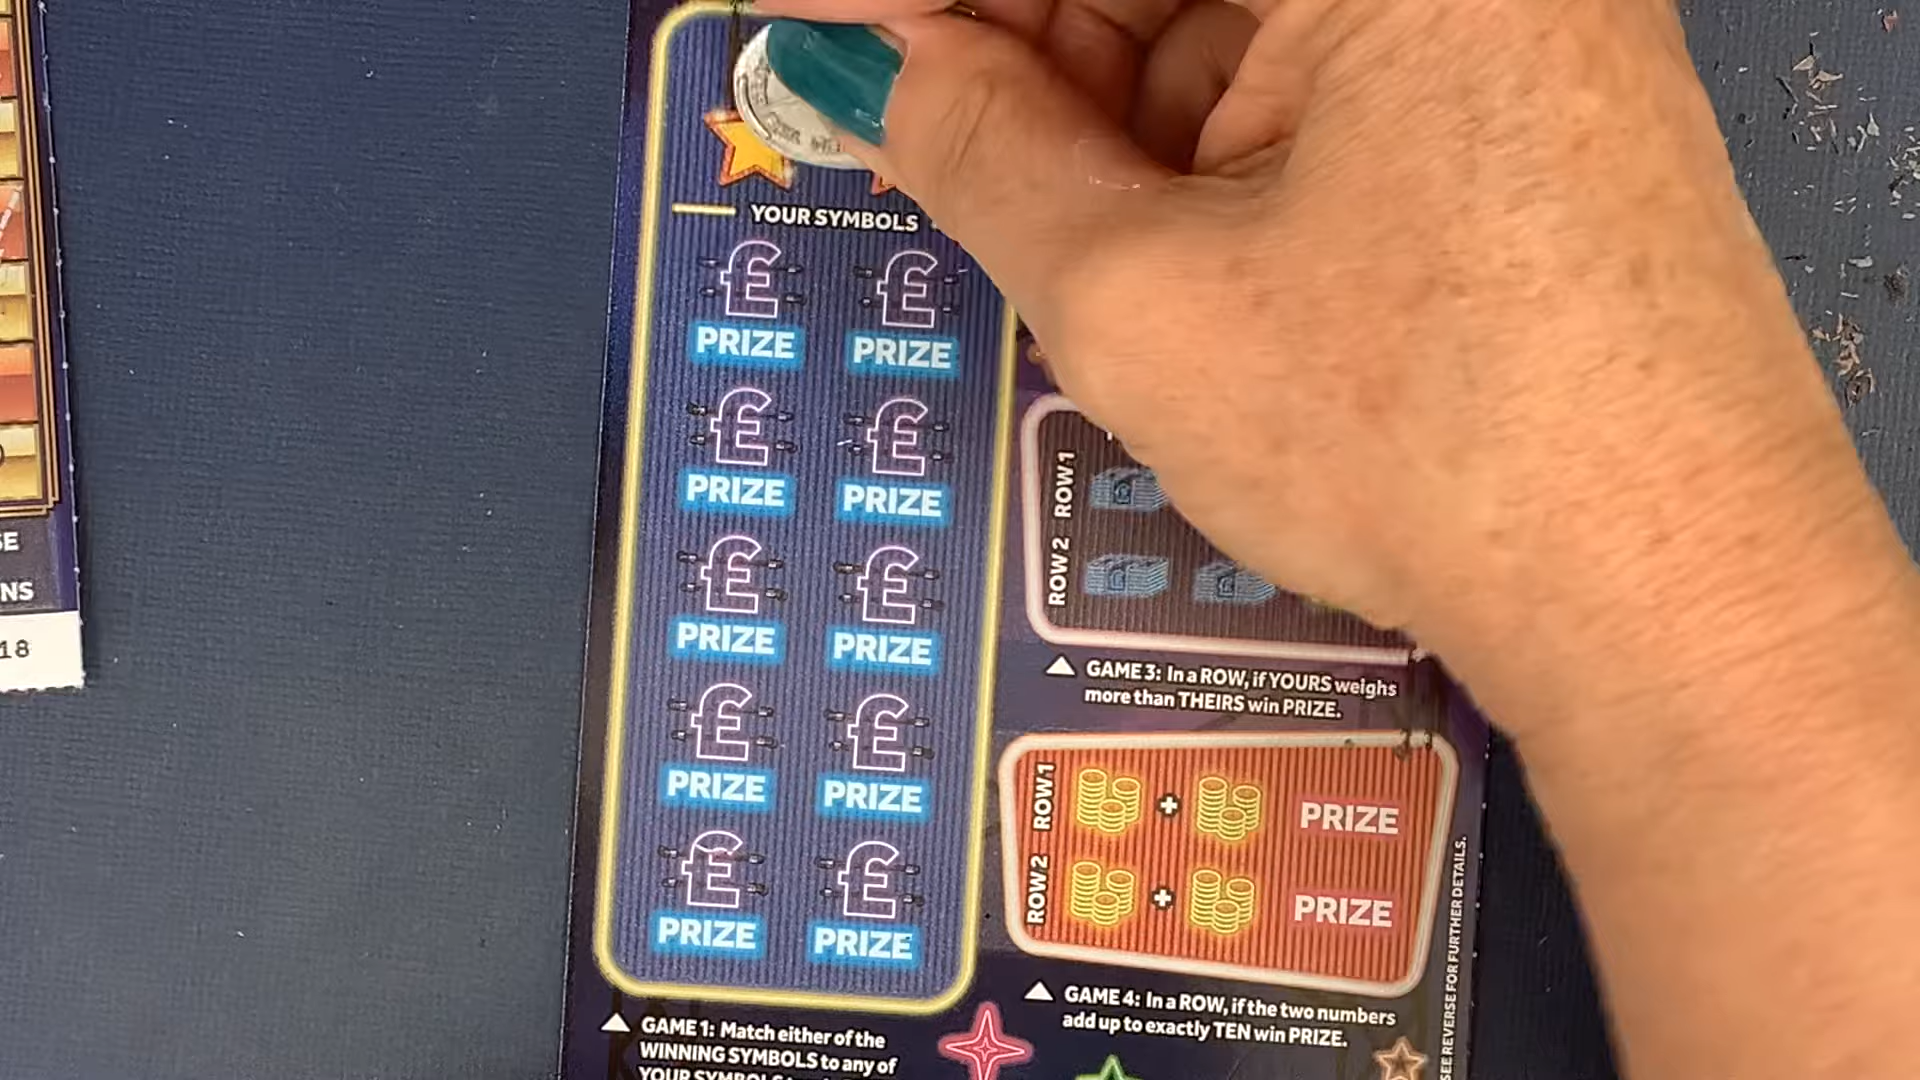 SE
NS
18
YOUR SYMBOLS
PRIZE PRIZE
PRIZE PRIZE
PRIZE PRIZE
PRIZE PRIZE
PRIZE PRIZE
GAME 1: Match either of the
WINNING SYMBOLS to any of
YOUR SYMBOLS
ROW 1
ROW 2
GAME 3: In a ROW, if YOURS weighs
more than THEIRS win PRIZE.
ROW 1 + PRIZE
ROW 2 + PRIZE
GAME 4: In a ROW, if the two numbers
add up to exactly TEN win PRIZE.
SEE REVERSE FOR FURTHER DETAILS.